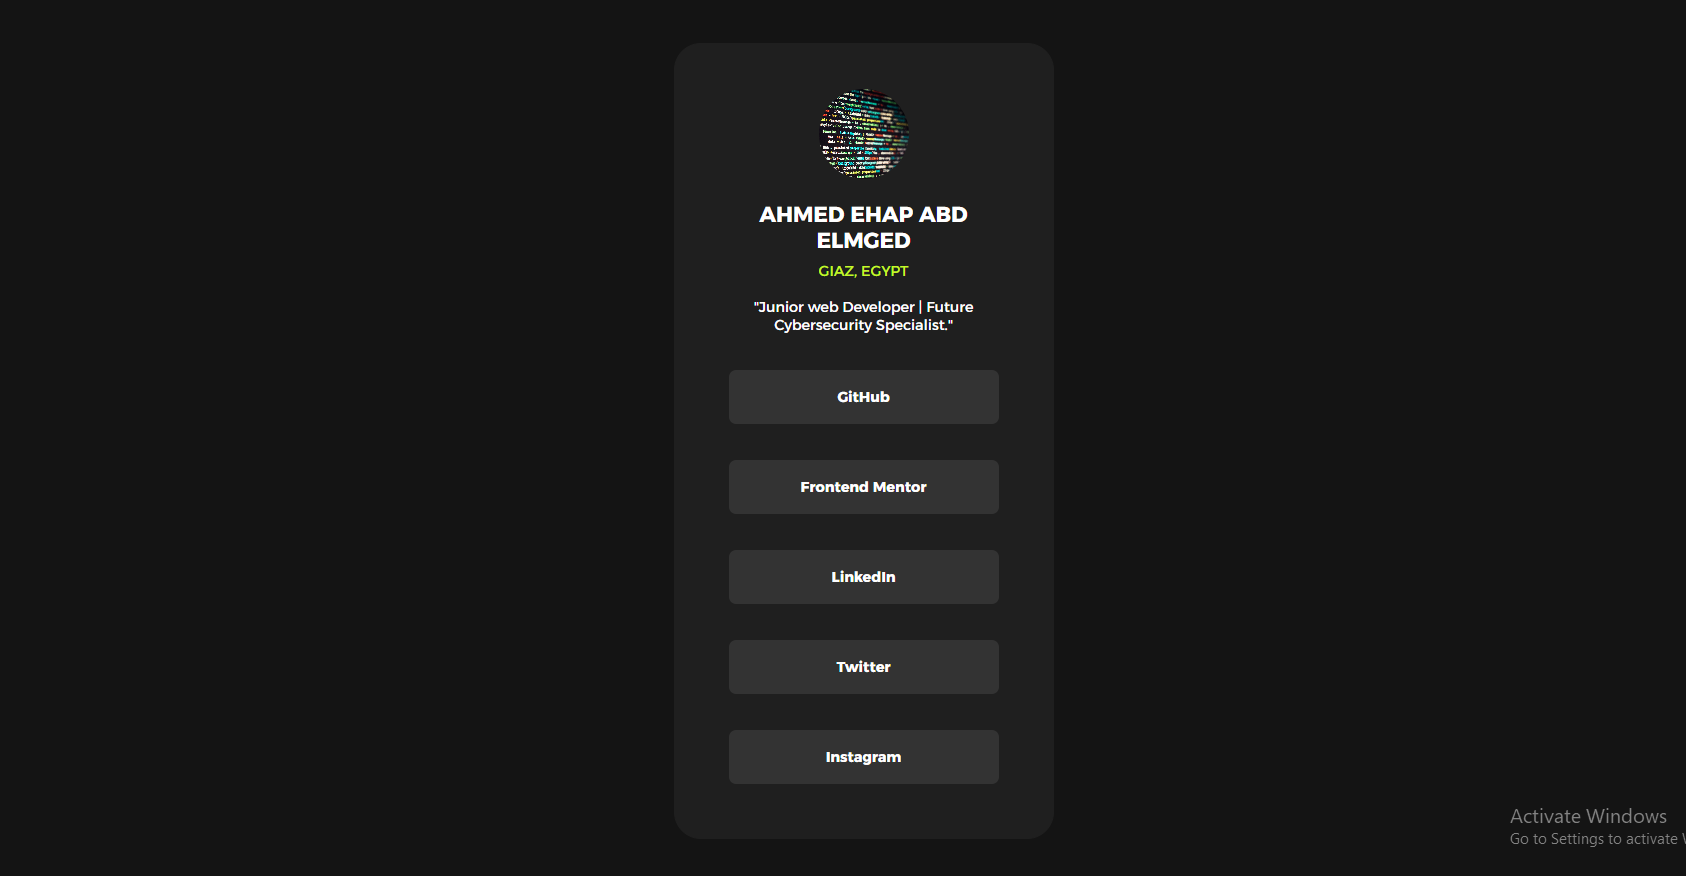 AHMED EHAP ABD
ELMGED
GIAZ, EGYPT
"Junior web Developer | Future
Cybersecurity Specialist."
GitHub
Frontend Mentor
LinkedIn
Twitter
Instagram
Activate Windows
Go to Settings to activate